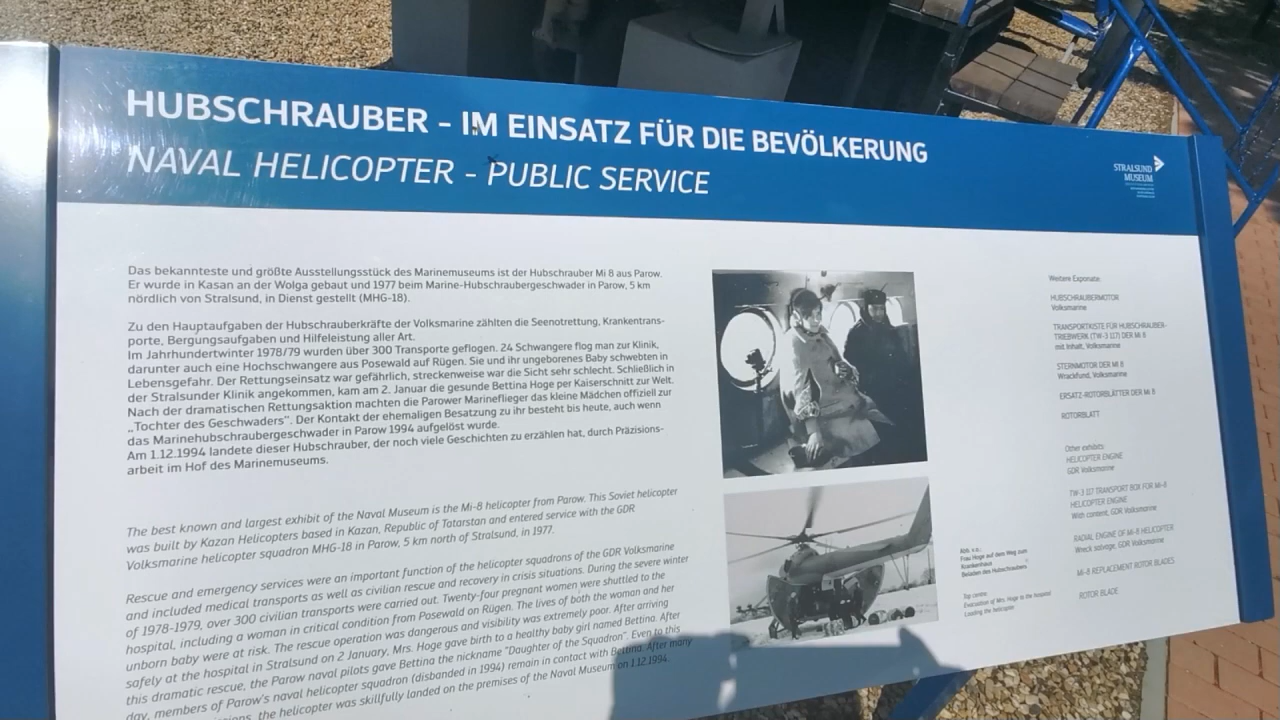 HUBSCHRAUBER - IM EINSATZ FÜR DIE BEVÖLKERUNG
NAVAL HELICOPTER - PUBLIC SERVICE
STRALSUND
MUSEUM
Das bekannteste und größte Ausstellungsstück des Marinemuseums ist der Hubschrauber Mi 8 aus Parow.
Er wurde in Kasan an der Wolga gebaut und 1977 beim Marine-Hubschraubergeschwader in Parow, 5 km
nördlich von Stralsund, in Dienst gestellt (MHG-18).
Zu den Hauptaufgaben der Hubschrauberkräfte der Volksmarine zählten die Seenotrettung, Krankentrans-
porte, Bergungsaufgaben und Hilfeleistung aller Art.
Im Jahrhundertwinter 1978/79 wurden über 300 Transporte geflogen. 24 Schwangere flog man zur Klinik,
darunter auch eine Hochschwangere aus Posewald auf Rügen. Sie und ihr ungeborenes Baby schwebten in
Lebensgefahr. Der Rettungseinsatz war gefährlich, streckenweise war die Sicht sehr schlecht. Schließlich in
der Stralsunder Klinik angekommen, kam am 2. Januar die gesunde Bettina Hoge per Kaiserschnitt zur Welt.
Nach der dramatischen Rettungsaktion machten die Parower Marineflieger das kleine Mädchen offiziell zur
„Tochter des Geschwaders“. Der Kontakt der ehemaligen Besatzung zu ihr besteht bis heute, auch wenn
das Marinehubschraubergeschwader in Parow 1994 aufgelöst wurde.
Am 1.12.1994 landete dieser Hubschrauber, der noch viele Geschichten zu erzählen hat, durch Präzisions-
arbeit im Hof des Marinemuseums.
The best known and largest exhibit of the Naval Museum is the Mi-8 helicopter from Parow. This Soviet helicopter
was built by Kazan Helicopters based in Kazan, Republic of Tatarstan and entered service with the GDR
Volksmarine helicopter squadron MHG-18 in Parow, 5 km north of Stralsund, in 1977.
Rescue and emergency services were an important function of the helicopter squadrons of the GDR Volksmarine
and included medical transports as well as civilian rescue and recovery in crisis situations. During the severe winter
of 1978-1979, over 300 civilian transports were carried out. Twenty-four pregnant women were shuttled to the
hospital, including a woman in critical condition from Posewald on Rügen. The lives of both the woman and her
unborn baby were at risk. The rescue operation was dangerous and visibility was extremely poor. After arriving
safely at the hospital in Stralsund on 2 January, Mrs. Hoge gave birth to a healthy baby girl named Bettina. After
this dramatic rescue, the Parow naval pilots gave Bettina the nickname "Daughter of the Squadron". Even to this
day, members of Parow's naval helicopter squadron (disbanded in 1994) remain in contact with Bettina. After many
the helicopter was skillfully landed on the premises of the Naval Museum on 1.12.1994.
Abb. v.o.:
Frau Hoge auf dem Weg zum
Krankenhaus
Beladen des Hubschraubers
Top centre:
Evacuation of Mrs. Hoge to the hospital
Loading the helicopter
Weitere Exponate:
HUBSCHRAUBERMOTOR
Volksmarine
TRANSPORTKISTE FÜR HUBSCHRAUBER-
TRIEBWERK (TW-3 117) DER MI 8
mit Inhalt, Volksmarine
STERNMOTOR DER MI 8
Wrackfund, Volksmarine
ERSATZ-ROTORBLÄTTER DER MI 8
ROTORBLATT
Other exhibits:
HELICOPTER ENGINE
GDR Volksmarine
TW-3 117 TRANSPORT BOX FOR MI-8
HELICOPTER ENGINE
With content, GDR Volksmarine
RADIAL ENGINE OF MI-8 HELICOPTER
Wreck salvage, GDR Volksmarine
MI-8 REPLACEMENT ROTOR BLADES
ROTOR BLADE